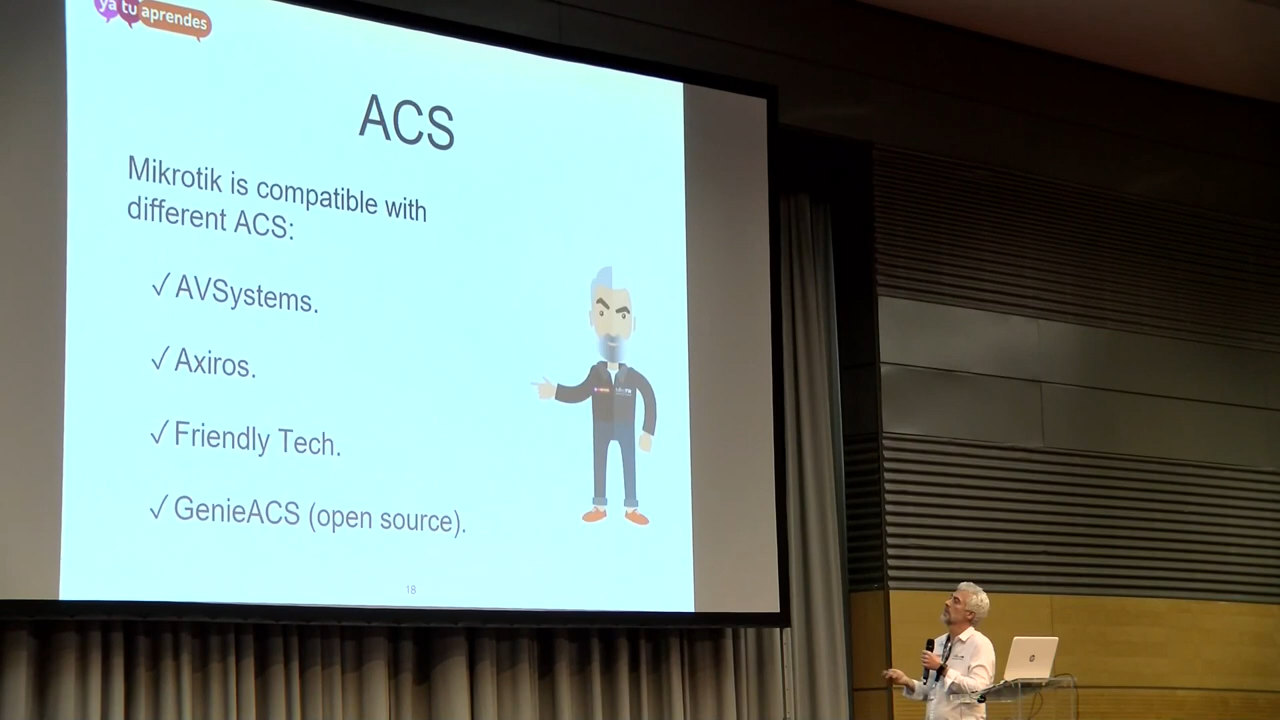 ya tu aprendes
ACS
Mikrotik is compatible with
different ACS:
✓ AVSystems.
✓ Axiros.
✓ Friendly Tech.
✓ GenieACS (open source).
18